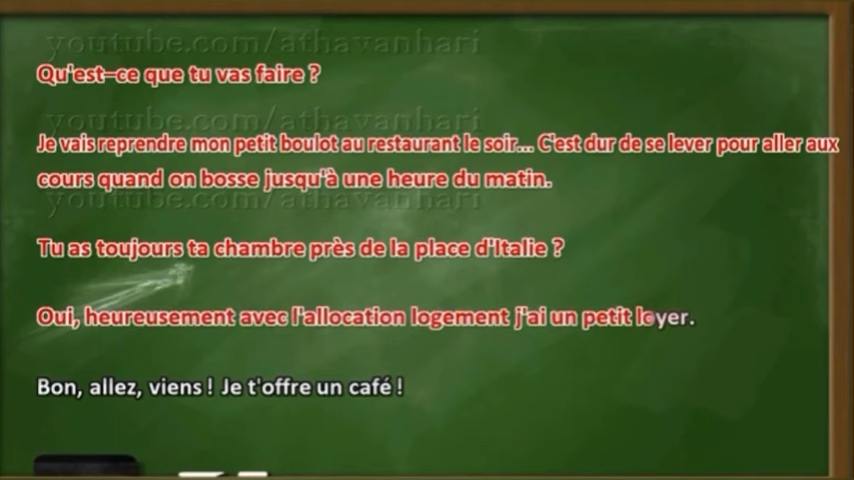 youtube.com/athavanhari
Qu'est-ce que tu vas faire ?
youtube.com/athavanhari
Je vais reprendre mon petit boulot au restaurant le soir... C'est dur de se lever pour aller aux
cours quand on bosse jusqu'à une heure du matin.
youtube.com/athavanhari
Tu as toujours ta chambre près de la place d'Italie ?
Oui, heureusement avec l'allocation logement j'ai un petit loyer.
Bon, allez, viens ! Je t'offre un café !